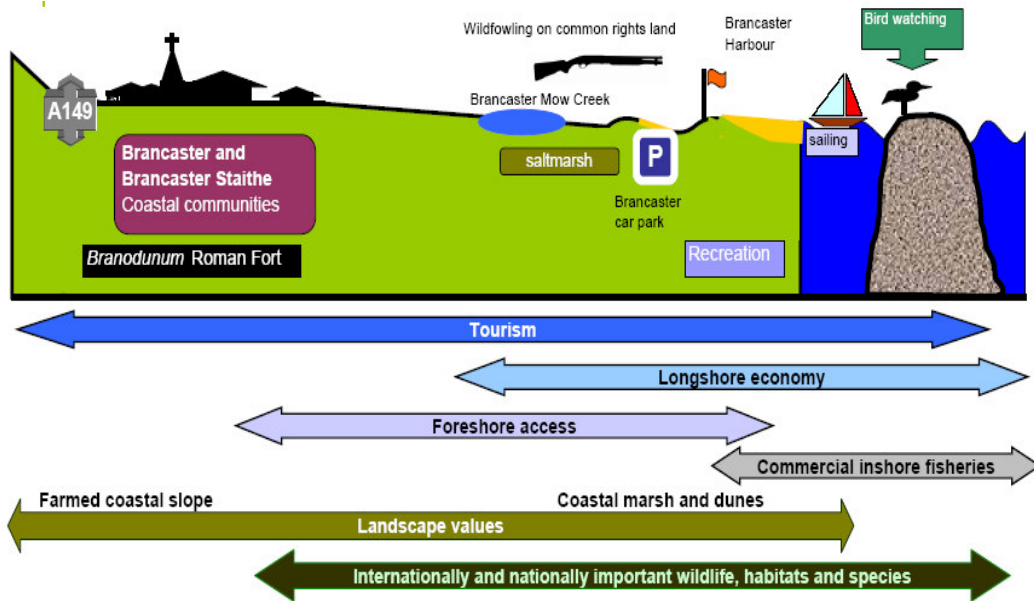 Wildfowling on common rights land
Brancaster
Harbour
Bird watching
A149
Brancaster Mow Creek
Brancaster and
Brancaster Staithe
Coastal communities
saltmarsh
P
sailing
Brancaster
car park
Branodunum Roman Fort
Recreation
Tourism
Longshore economy
Foreshore access
Commercial inshore fisheries
Farmed coastal slope
Coastal marsh and dunes
Landscape values
Internationally and nationally important wildlife, habitats and species